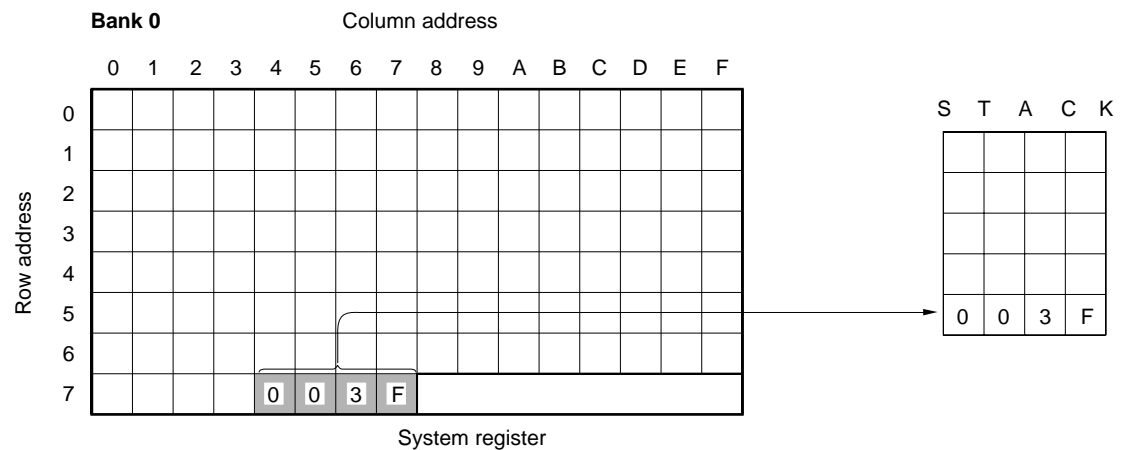 Bank 0 Column address
0 1 2 3 4 5 6 7 8 9 A B C D E F
0
1
2
3
4
5
6
7
Row address
0 0 3 F
System register
S T A C K
0 0 3 F